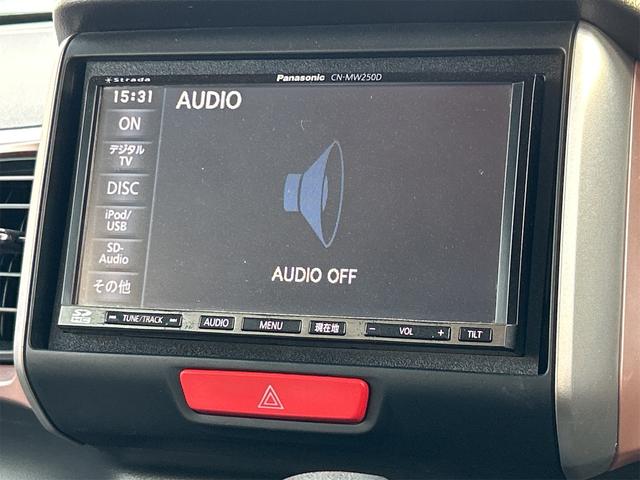 Strada
Panasonic CN-MW250D
15:31
AUDIO
ON
デジタル
TV
DISC
iPod/
USB
SD-
Audio
その他
AUDIO OFF
SD
TUNE/TRACK
AUDIO
MENU
現在地
− VOL +
TILT